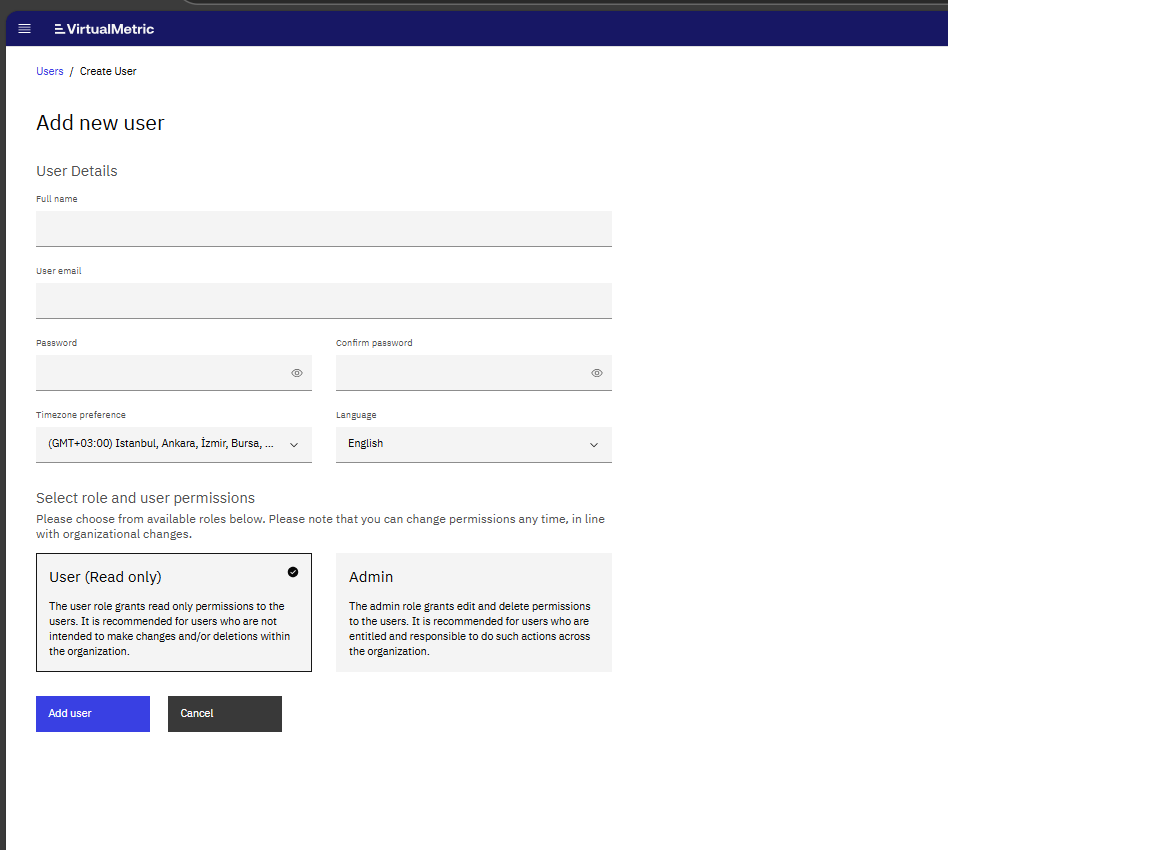 VirtualMetric
Users / Create User
Add new user
User Details
Full name
User email
Password
Confirm password
Timezone preference
Language
(GMT+03:00) Istanbul, Ankara, İzmir, Bursa, ...
English
Select role and user permissions
Please choose from available roles below. Please note that you can change permissions any time, in line
with organizational changes.
User (Read only)
The user role grants read only permissions to the
users. It is recommended for users who are not
intended to make changes and/or deletions within
the organization.
Admin
The admin role grants edit and delete permissions
to the users. It is recommended for users who are
entitled and responsible to do such actions across
the organization.
Add user
Cancel